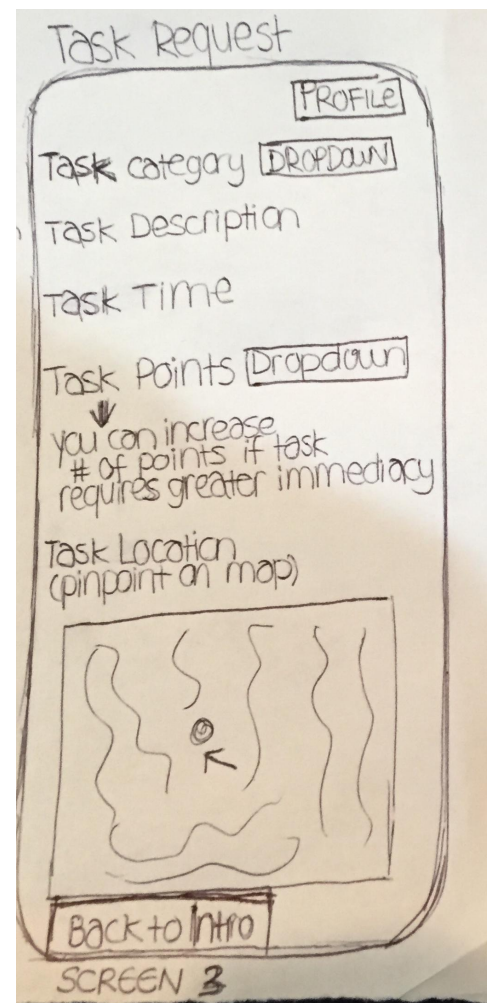 Task Request
PROFILE
Task category DROPDOWN
Task Description
Task Time
Task Points Dropdown
you can increase
# of points if task
requires greater immediacy
Task Location
(pinpoint on map)
Back to Intro
SCREEN 3